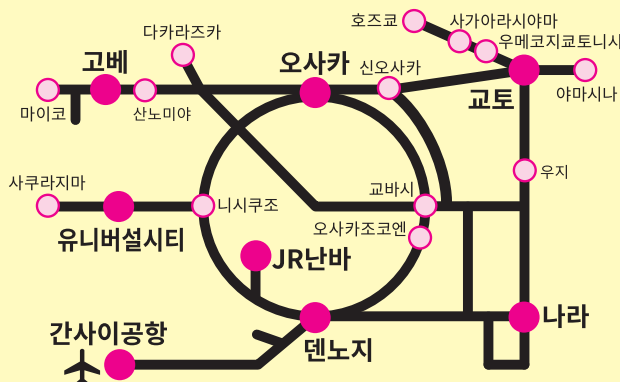 호즈쿄
사가아라시야마
다카라즈카
우메코지쿄토니시
고베
오사카
신오사카
교토
야마시나
마이코
산노미야
우지
사쿠라지마
교바시
니시쿠조
오사카조코엔
유니버설시티
JR난바
나라
간사이공항
덴노지